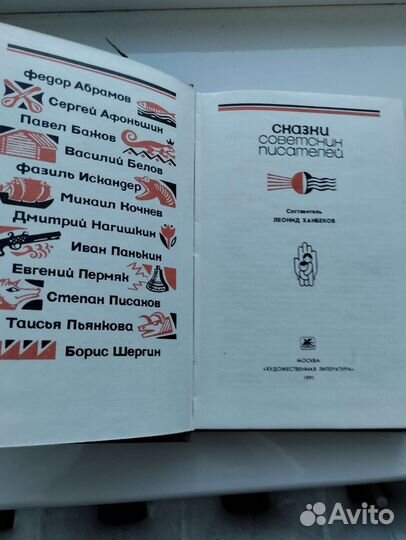 Федор Абрамов
Сергей Афоньшин
Павел Бажов
Василий Белов
Фазиль Искандер
Михаил Кочнев
Дмитрий Нагишкин
Иван Панькин
Евгений Пермяк
Степан Писахов
Таисья Пьянкова
Борис Шергин
Сказки
советских
писателей
Составитель
ЛЕОНИД ХАНБЕКОВ
МОСКВА
«ХУДОЖЕСТВЕННАЯ ЛИТЕРАТУРА»
1991
Avito